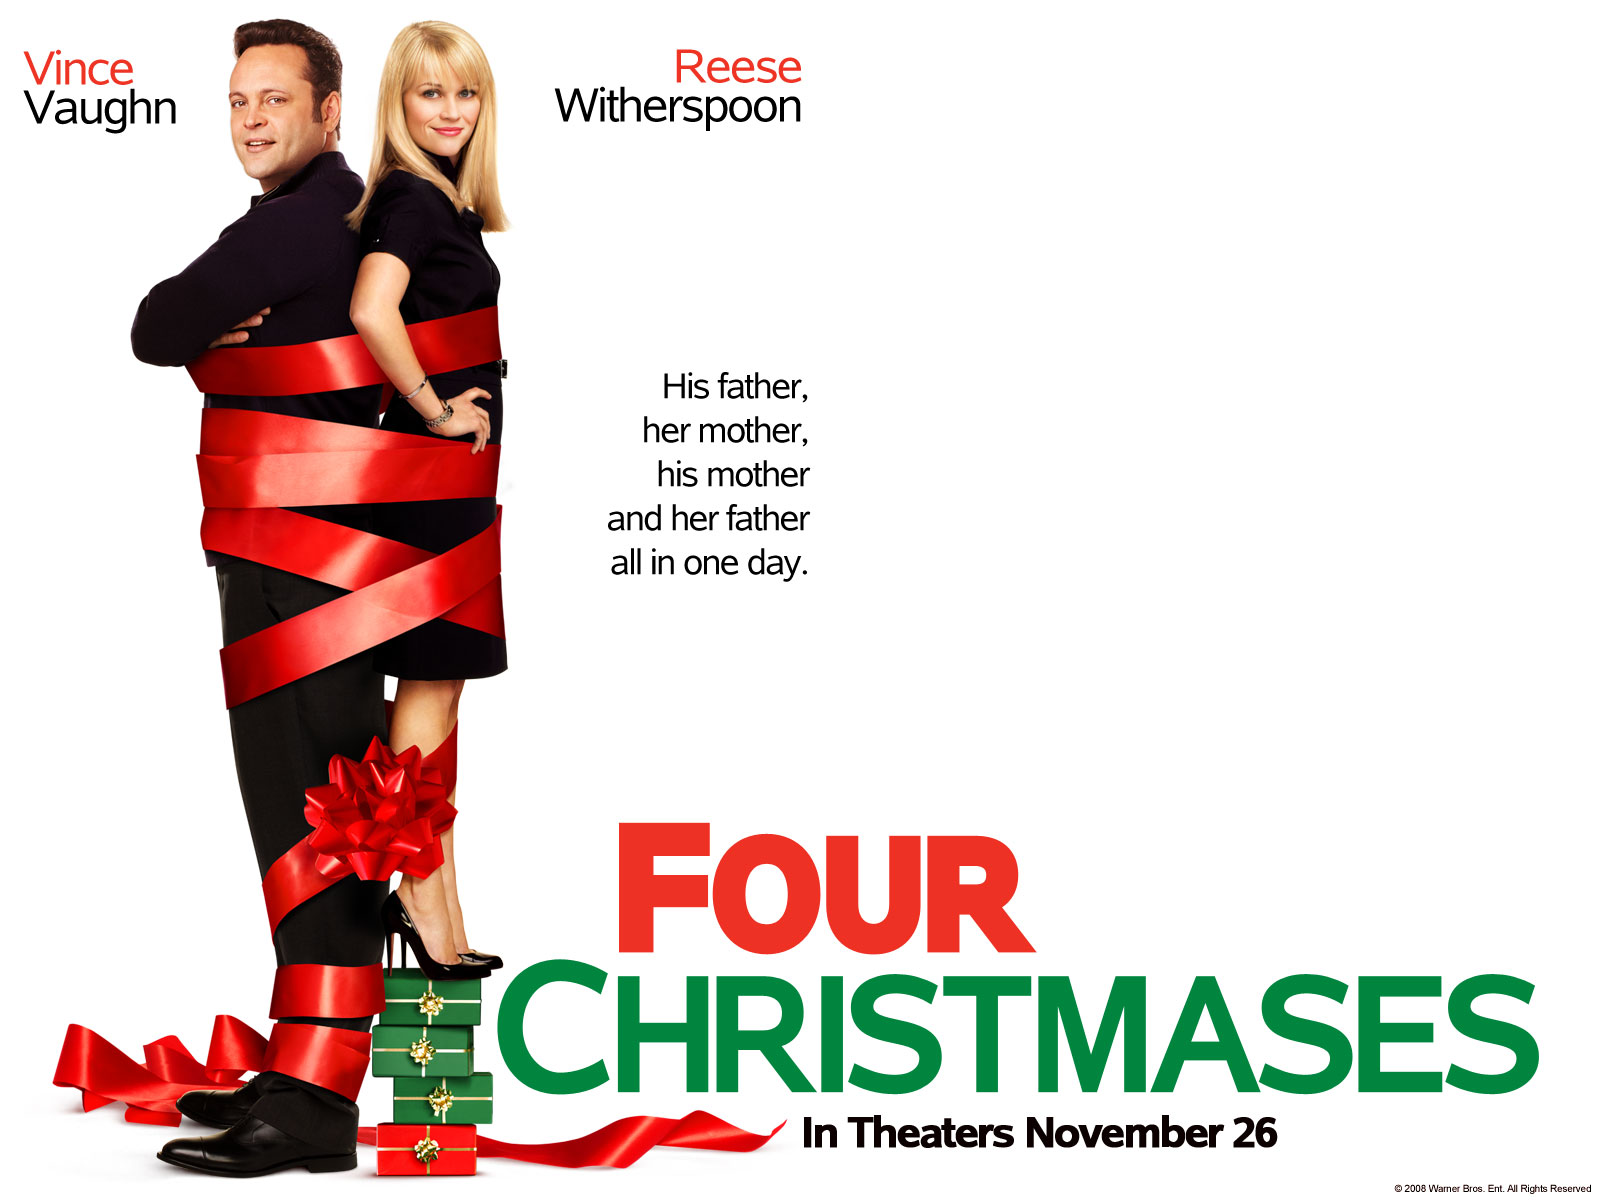 Vince
Vaughn
Reese
Witherspoon
His father,
her mother,
his mother
and her father
all in one day.
FOUR
CHRISTMASES
In Theaters November 26
© 2008 Warner Bros. Ent. All Rights Reserved